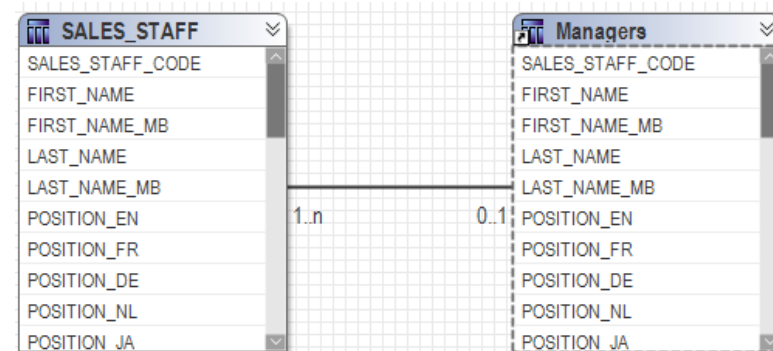 SALES_STAFF
SALES_STAFF_CODE
FIRST_NAME
FIRST_NAME_MB
LAST_NAME
LAST_NAME_MB
POSITION_EN
POSITION_FR
POSITION_DE
POSITION_NL
POSITION_JA
1..n
0..1
Managers
SALES_STAFF_CODE
FIRST_NAME
FIRST_NAME_MB
LAST_NAME
LAST_NAME_MB
POSITION_EN
POSITION_FR
POSITION_DE
POSITION_NL
POSITION_JA